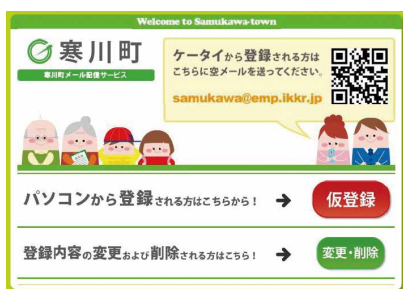 Welcome to Samukawa-town
寒川町
寒川町メール配信サービス
ケータイから登録される方は
こちらに空メールを送ってください。
samukawa@emp.ikkr.jp
パソコンから登録される方はこちらから！ → 仮登録
登録内容の変更および削除される方はこちら！ → 変更・削除